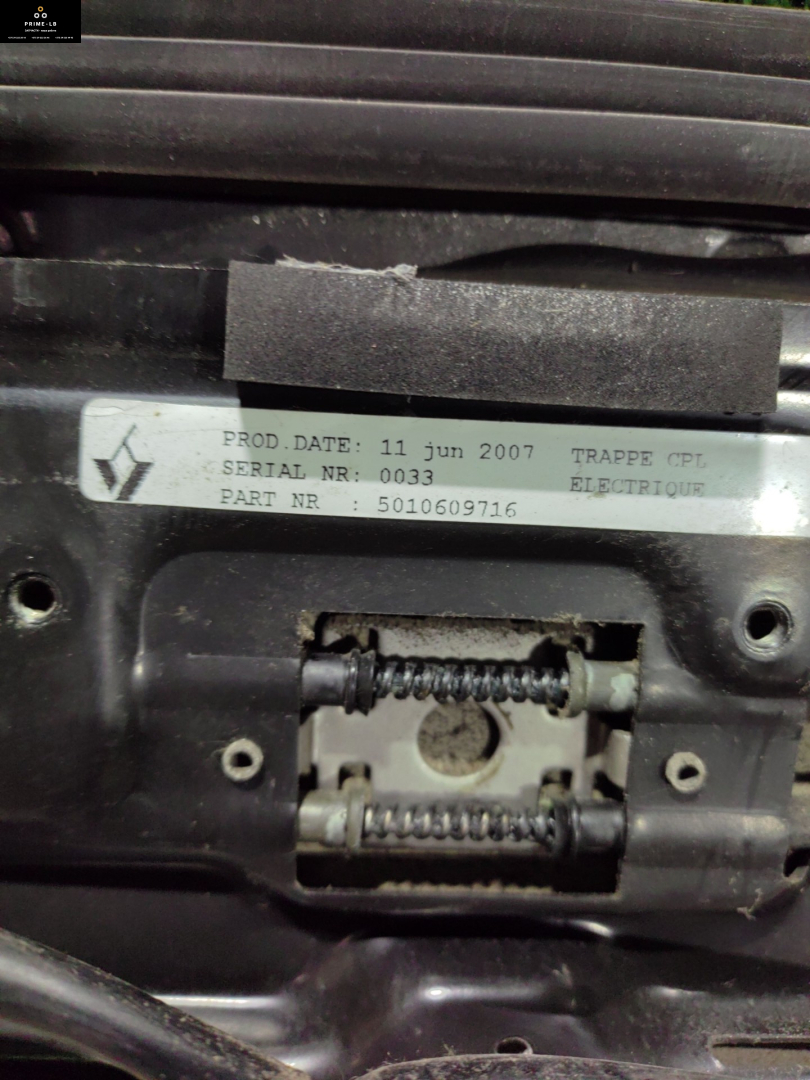 PRIME-LB
PROD.DATE: 11 jun 2007
SERIAL NR: 0033
PART NR : 5010609716
TRAPPE CPL
ELECTRIQUE